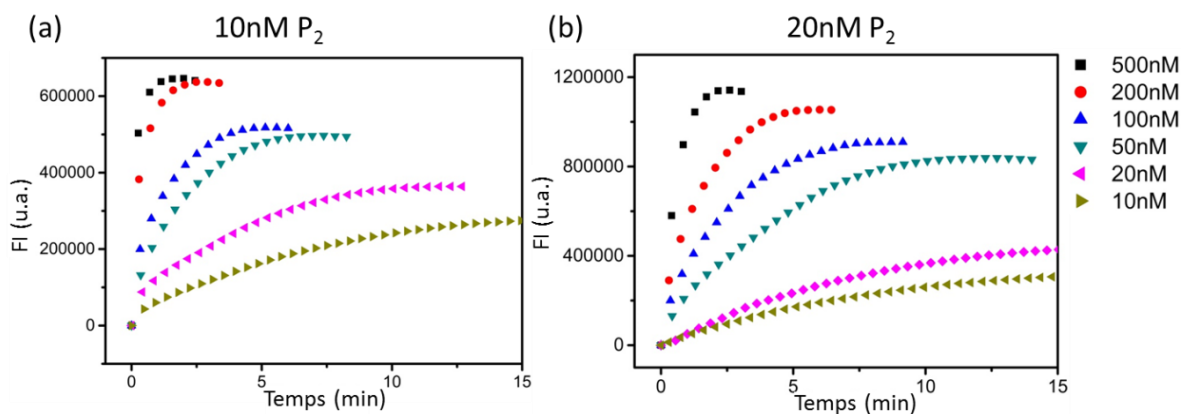 (a) 10nM P₂
FI (u.a.)
600000
400000
200000
0
0 5 10 15
Temps (min)
(b) 20nM P₂
FI (u.a.)
1200000
800000
400000
0
0 5 10 15
Temps (min)
500nM
200nM
100nM
50nM
20nM
10nM